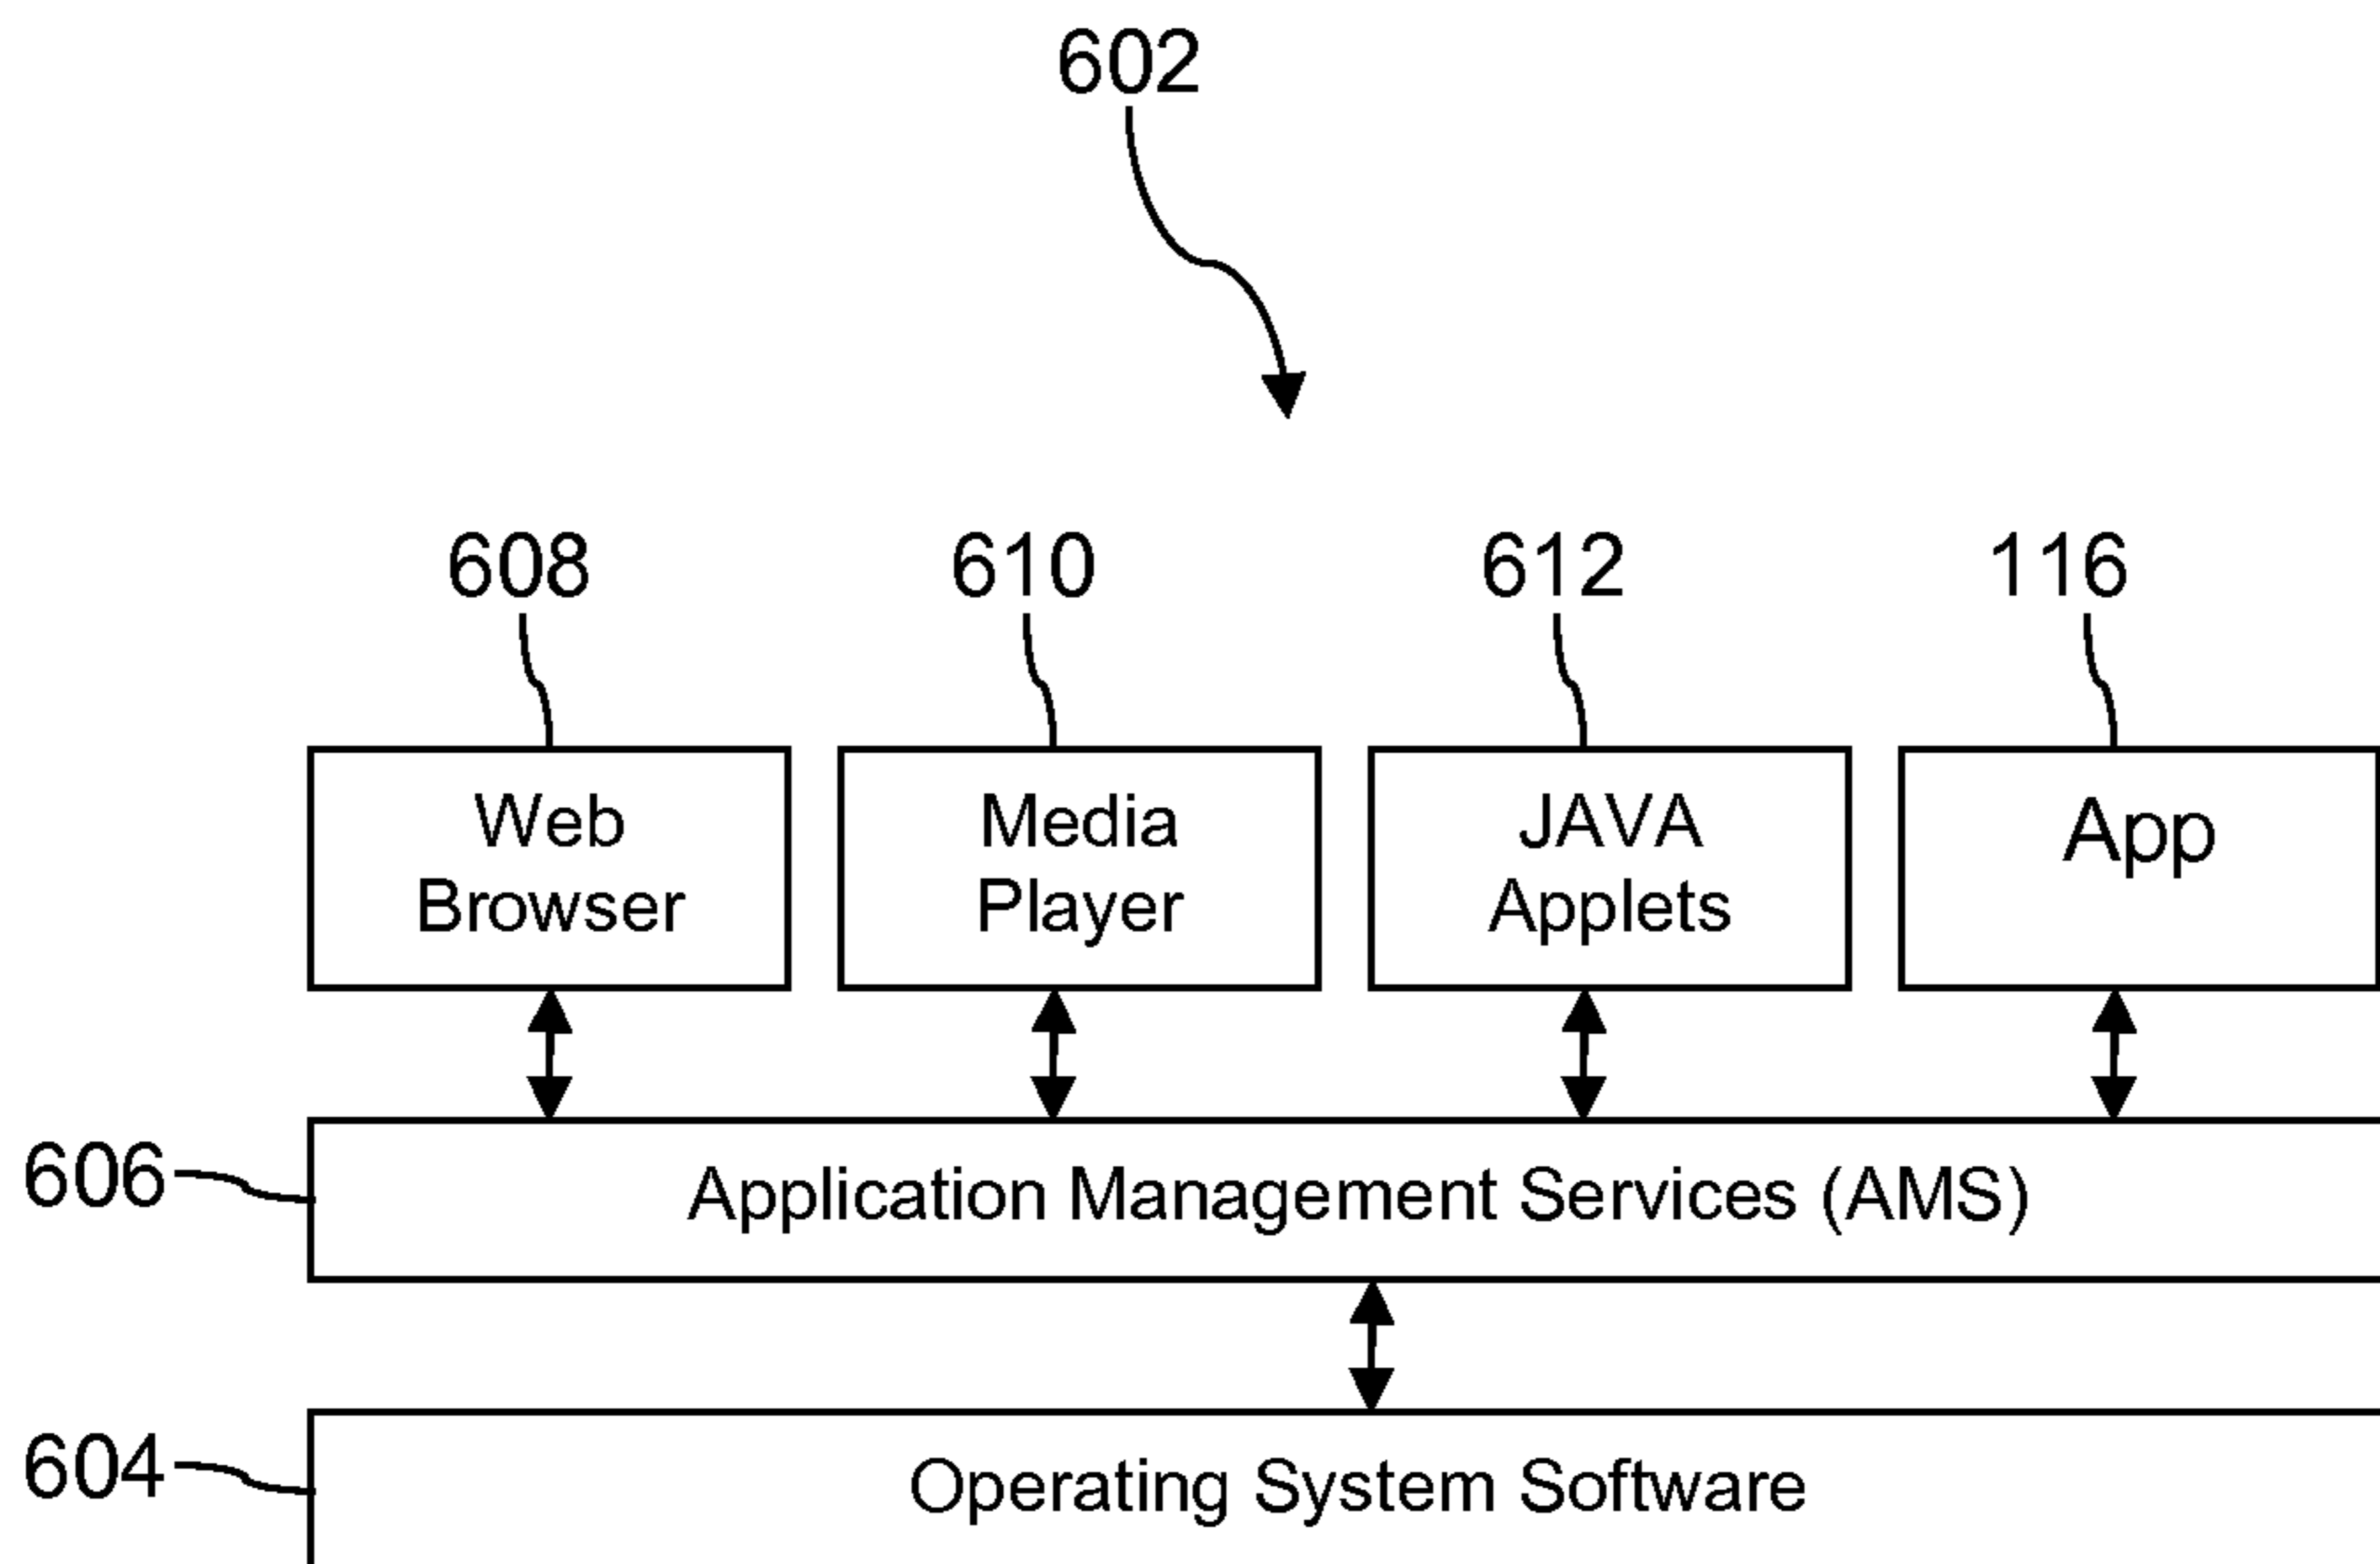 602
608 610 612 116
Web
Browser
Media
Player
JAVA
Applets
App
606
Application Management Services (AMS)
604
Operating System Software